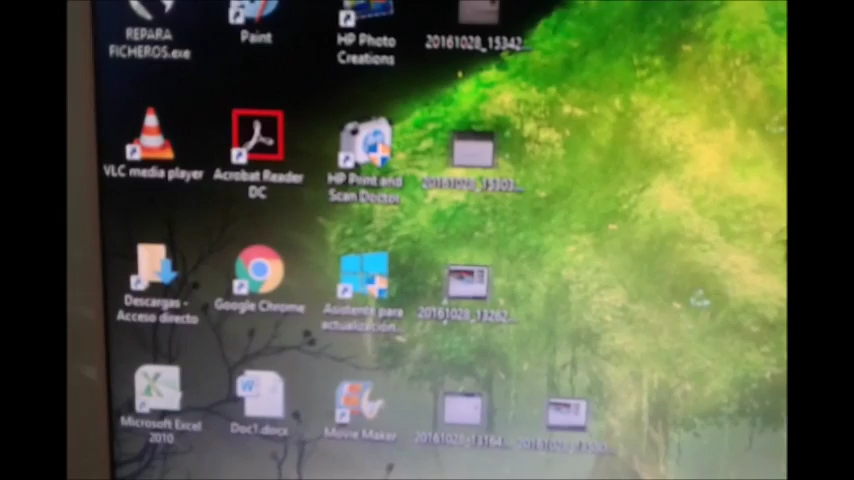 REPARA
FICHEROS.exe
Paint
HP Photo
Creations
20161028_15342...
VLC media player
Acrobat Reader
DC
HP Print and
Scan Doctor
20161028_15303...
Descargas -
Acceso directo
Google Chrome
Asistente para
actualización...
20161028_13262...
Microsoft Excel
2010
Doc1.docx
Movie Maker
20161028_13164...